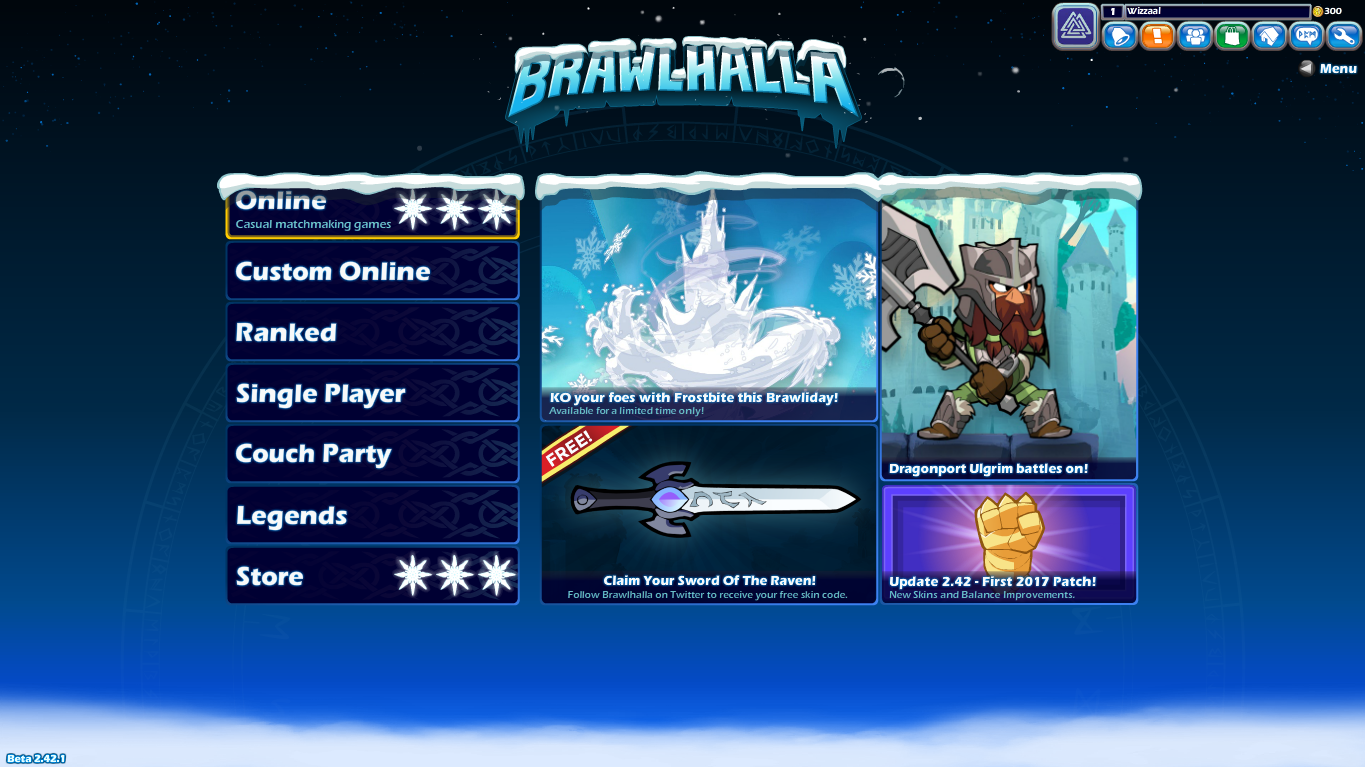 1 Wizzaal 300
Menu
BRAWLHALLA
Online
Casual matchmaking games
Custom Online
Ranked
Single Player
Couch Party
Legends
Store
KO your foes with Frostbite this Brawliday!
Available for a limited time only!
FREE!
Claim Your Sword Of The Raven!
Follow Brawlhalla on Twitter to receive your free skin code.
Dragonport Ulgrim battles on!
Update 2.42 - First 2017 Patch!
New Skins and Balance Improvements.
Beta 2.42.1